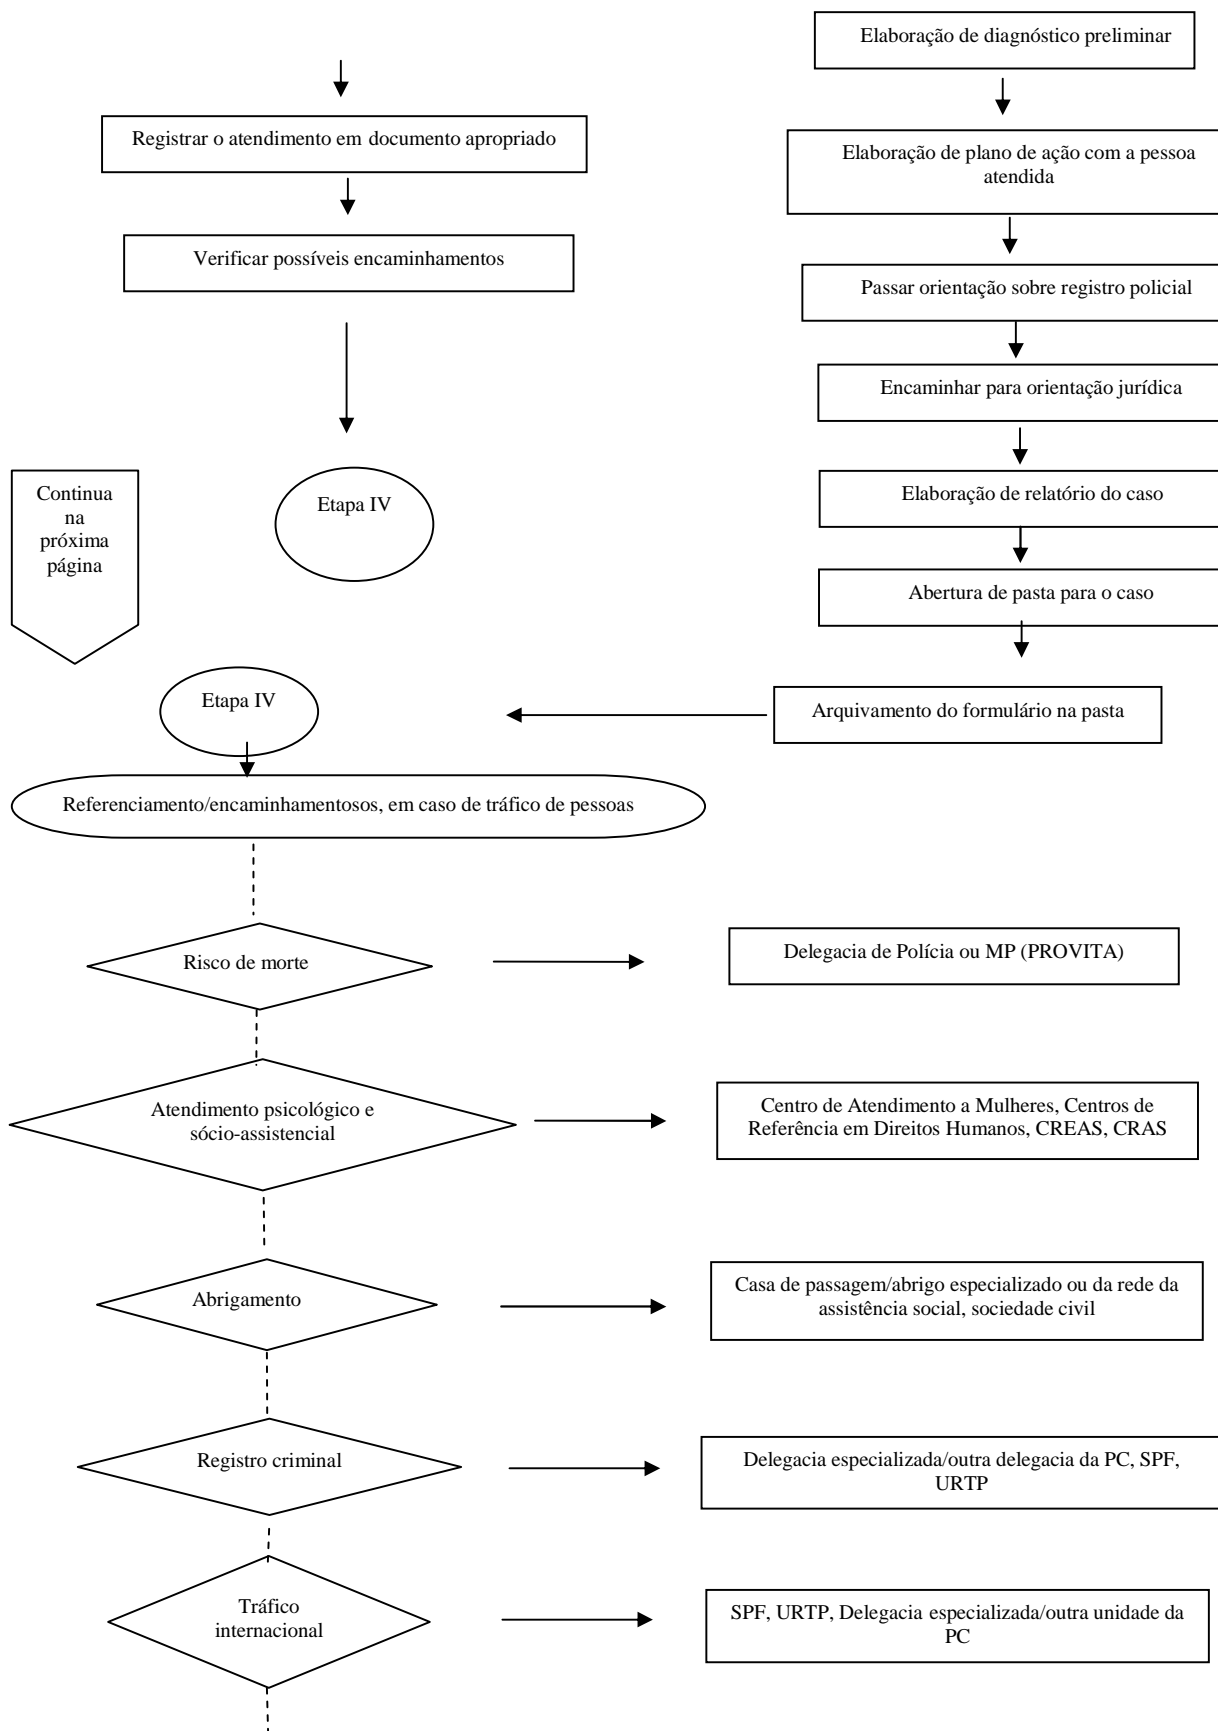 Elaboração de diagnóstico preliminar
Registrar o atendimento em documento apropriado
Elaboração de plano de ação com a pessoa
atendida
Verificar possíveis encaminhamentos
Passar orientação sobre registro policial
Encaminhar para orientação jurídica
Continua
na
próxima
página
Etapa IV
Elaboração de relatório do caso
Abertura de pasta para o caso
Etapa IV
Arquivamento do formulário na pasta
Referenciamento/encaminhamentosos, em caso de tráfico de pessoas
Risco de morte
Delegacia de Polícia ou MP (PROVITA)
Atendimento psicológico e
sócio-assistencial
Centro de Atendimento a Mulheres, Centros de
Referência em Direitos Humanos, CREAS, CRAS
Abrigamento
Casa de passagem/abrigo especializado ou da rede da
assistência social, sociedade civil
Registro criminal
Delegacia especializada/outra delegacia da PC, SPF,
URTP
Tráfico
internacional
SPF, URTP, Delegacia especializada/outra unidade da
PC